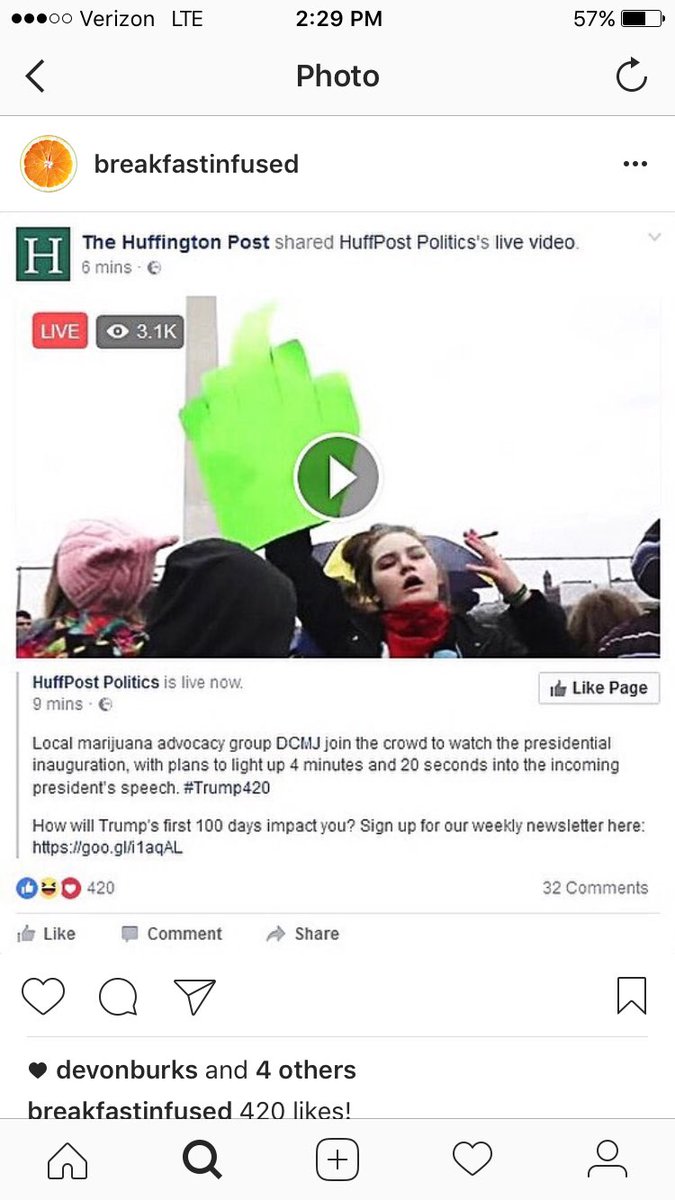 Verizon LTE 2:29 PM 57%
Photo
breakfastinfused
H The Huffington Post shared HuffPost Politics's live video.
6 mins ·
LIVE 3.1K
HuffPost Politics is live now.
9 mins ·
Like Page
Local marijuana advocacy group DCMJ join the crowd to watch the presidential
inauguration, with plans to light up 4 minutes and 20 seconds into the incoming
president's speech. #Trump420
How will Trump's first 100 days impact you? Sign up for our weekly newsletter here:
https://goo.gl/i1aqAL
420 32 Comments
Like Comment Share
devonburks and 4 others
breakfastinfused 420 likes!